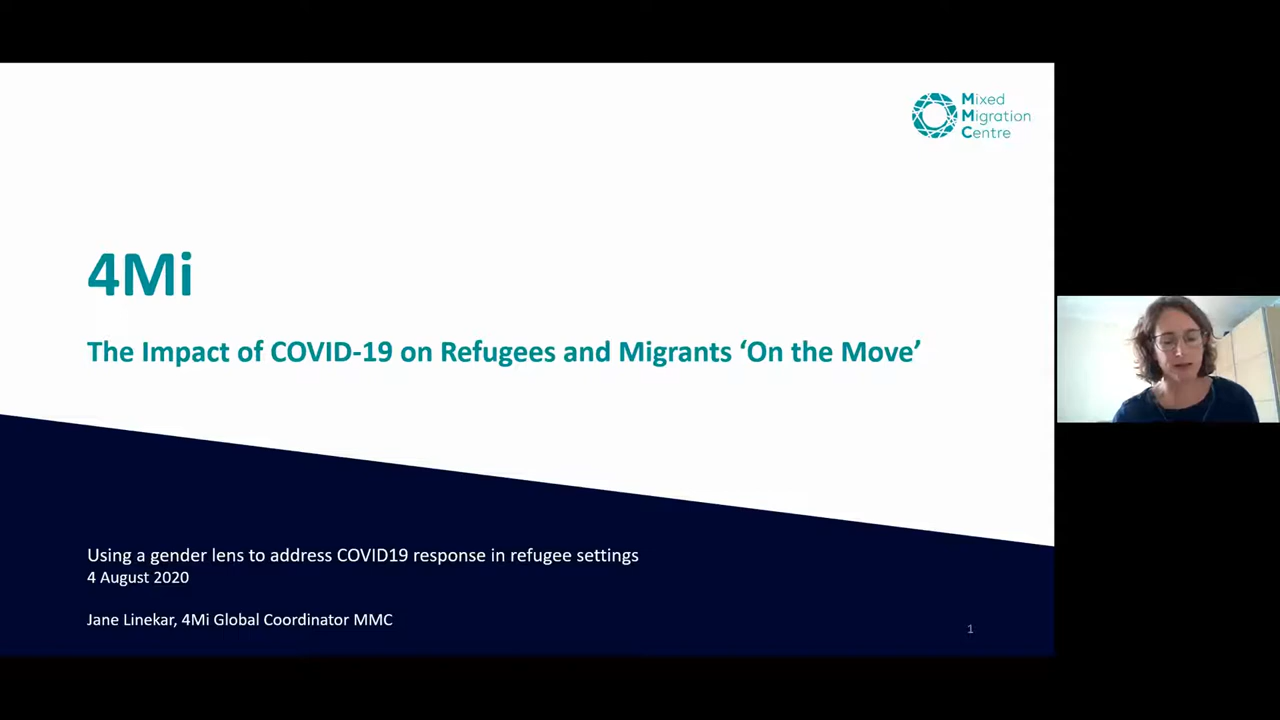 Mixed
Migration
Centre
4Mi
The Impact of COVID-19 on Refugees and Migrants ‘On the Move’
Using a gender lens to address COVID19 response in refugee settings
4 August 2020
Jane Linekar, 4Mi Global Coordinator MMC
1